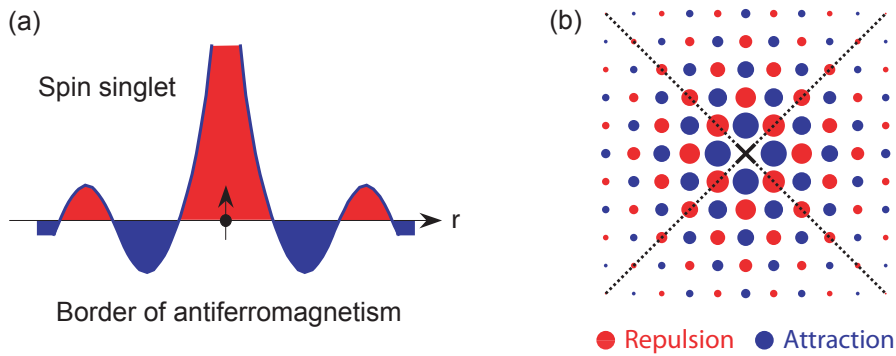 (a)
Spin singlet
r
Border of antiferromagnetism
(b)
Repulsion
Attraction